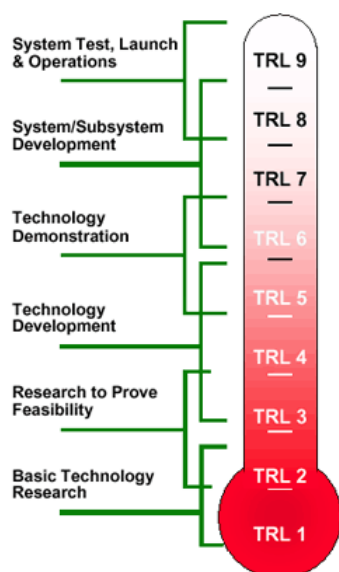 System Test, Launch
& Operations
System/Subsystem
Development
Technology
Demonstration
Technology
Development
Research to Prove
Feasibility
Basic Technology
Research
TRL 9
TRL 8
TRL 7
TRL 6
TRL 5
TRL 4
TRL 3
TRL 2
TRL 1